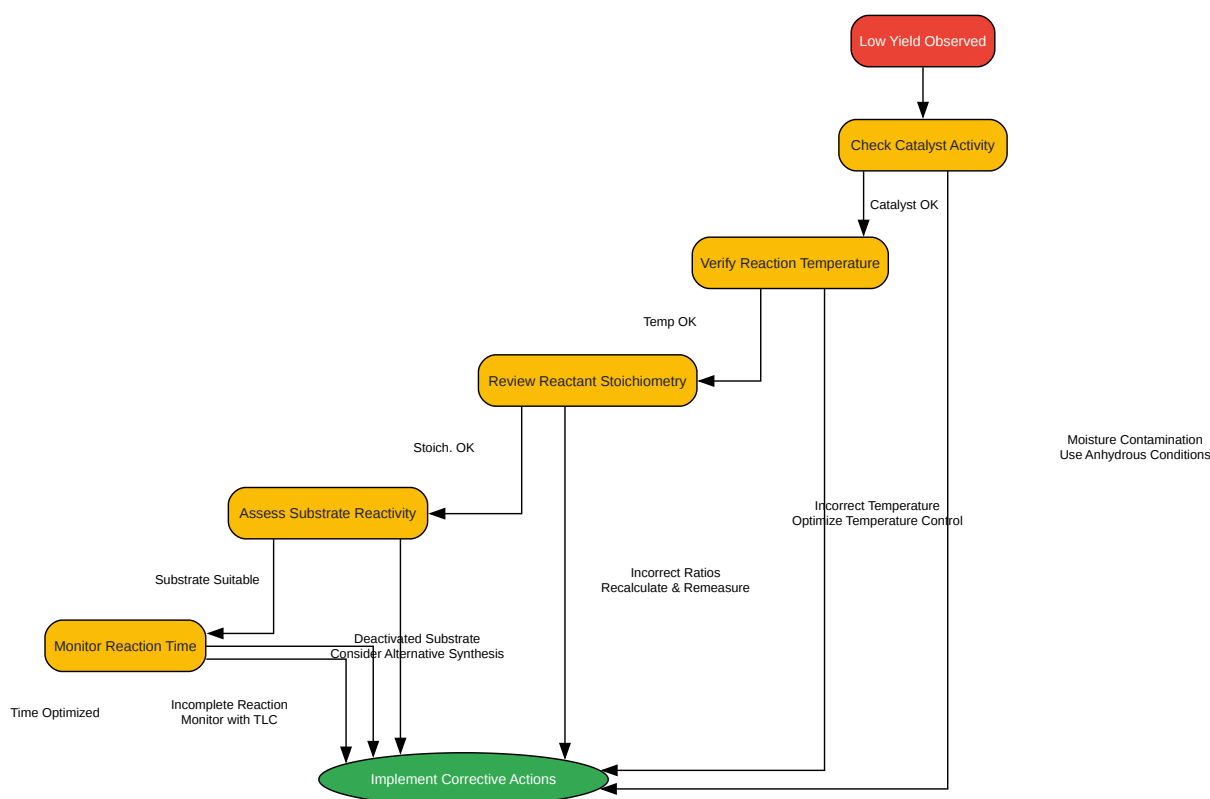 Low Yield Observed
Check Catalyst Activity
Catalyst OK
Verify Reaction Temperature
Temp OK
Review Reactant Stoichiometry
Stoich. OK
Moisture Contamination
Use Anhydrous Conditions
Assess Substrate Reactivity
Incorrect Temperature
Optimize Temperature Control
Substrate Suitable
Incorrect Ratios
Recalculate & Remeasure
Monitor Reaction Time
Deactivated Substrate
Consider Alternative Synthesis
Time Optimized
Incomplete Reaction
Monitor with TLC
Implement Corrective Actions